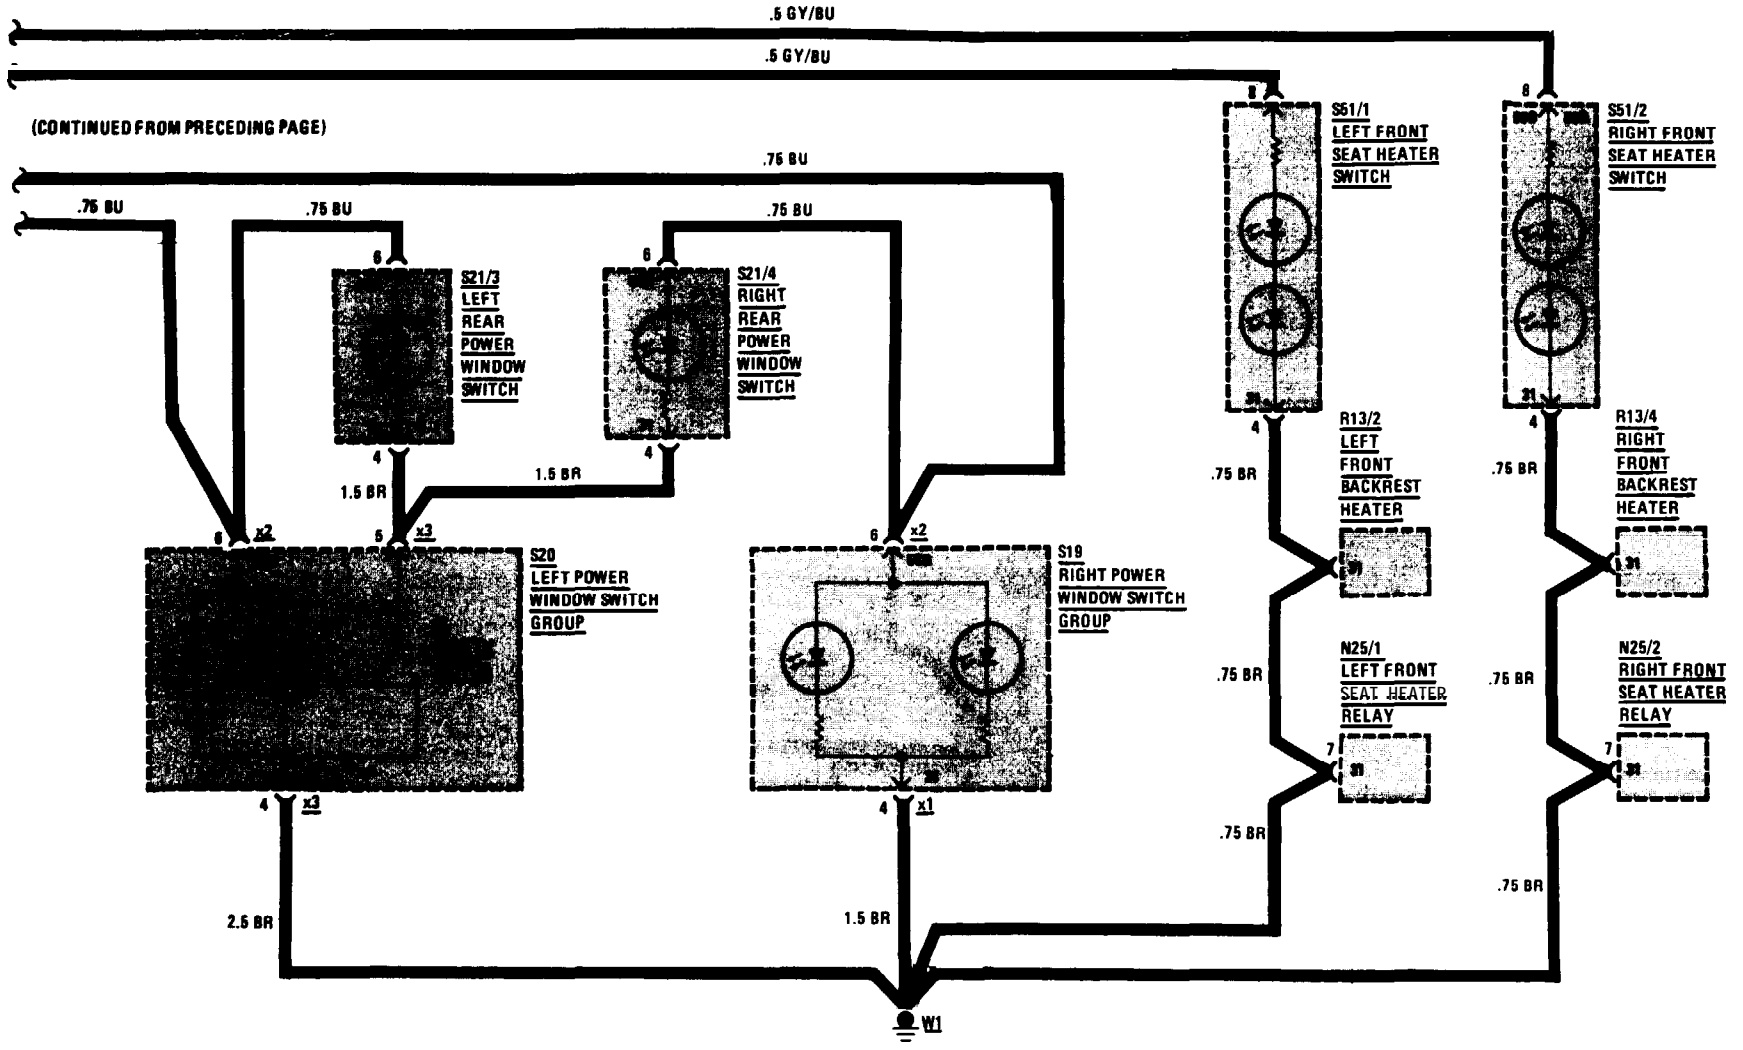 .5 GY/BU
.5 GY/BU
(CONTINUED FROM PRECEDING PAGE)
.75 BU
.75 BU
.75 BU
.75 BU
8
S51/1
LEFT FRONT
SEAT HEATER
SWITCH
31
4
8
S51/2
RIGHT FRONT
SEAT HEATER
SWITCH
31
4
6
S21/3
LEFT
REAR
POWER
WINDOW
SWITCH
4
6
S21/4
RIGHT
REAR
POWER
WINDOW
SWITCH
4
1.5 BR
1.5 BR
.75 BR
R13/2
LEFT
FRONT
BACKREST
HEATER
31
.75 BR
R13/4
RIGHT
FRONT
BACKREST
HEATER
31
6
x2
5
x3
S20
LEFT POWER
WINDOW SWITCH
GROUP
6
x2
S19
RIGHT POWER
WINDOW SWITCH
GROUP
.75 BR
N25/1
LEFT FRONT
SEAT HEATER
RELAY
7
31
.75 BR
N25/2
RIGHT FRONT
SEAT HEATER
RELAY
7
31
4
x3
4
x1
.75 BR
.75 BR
2.5 BR
1.5 BR
W1